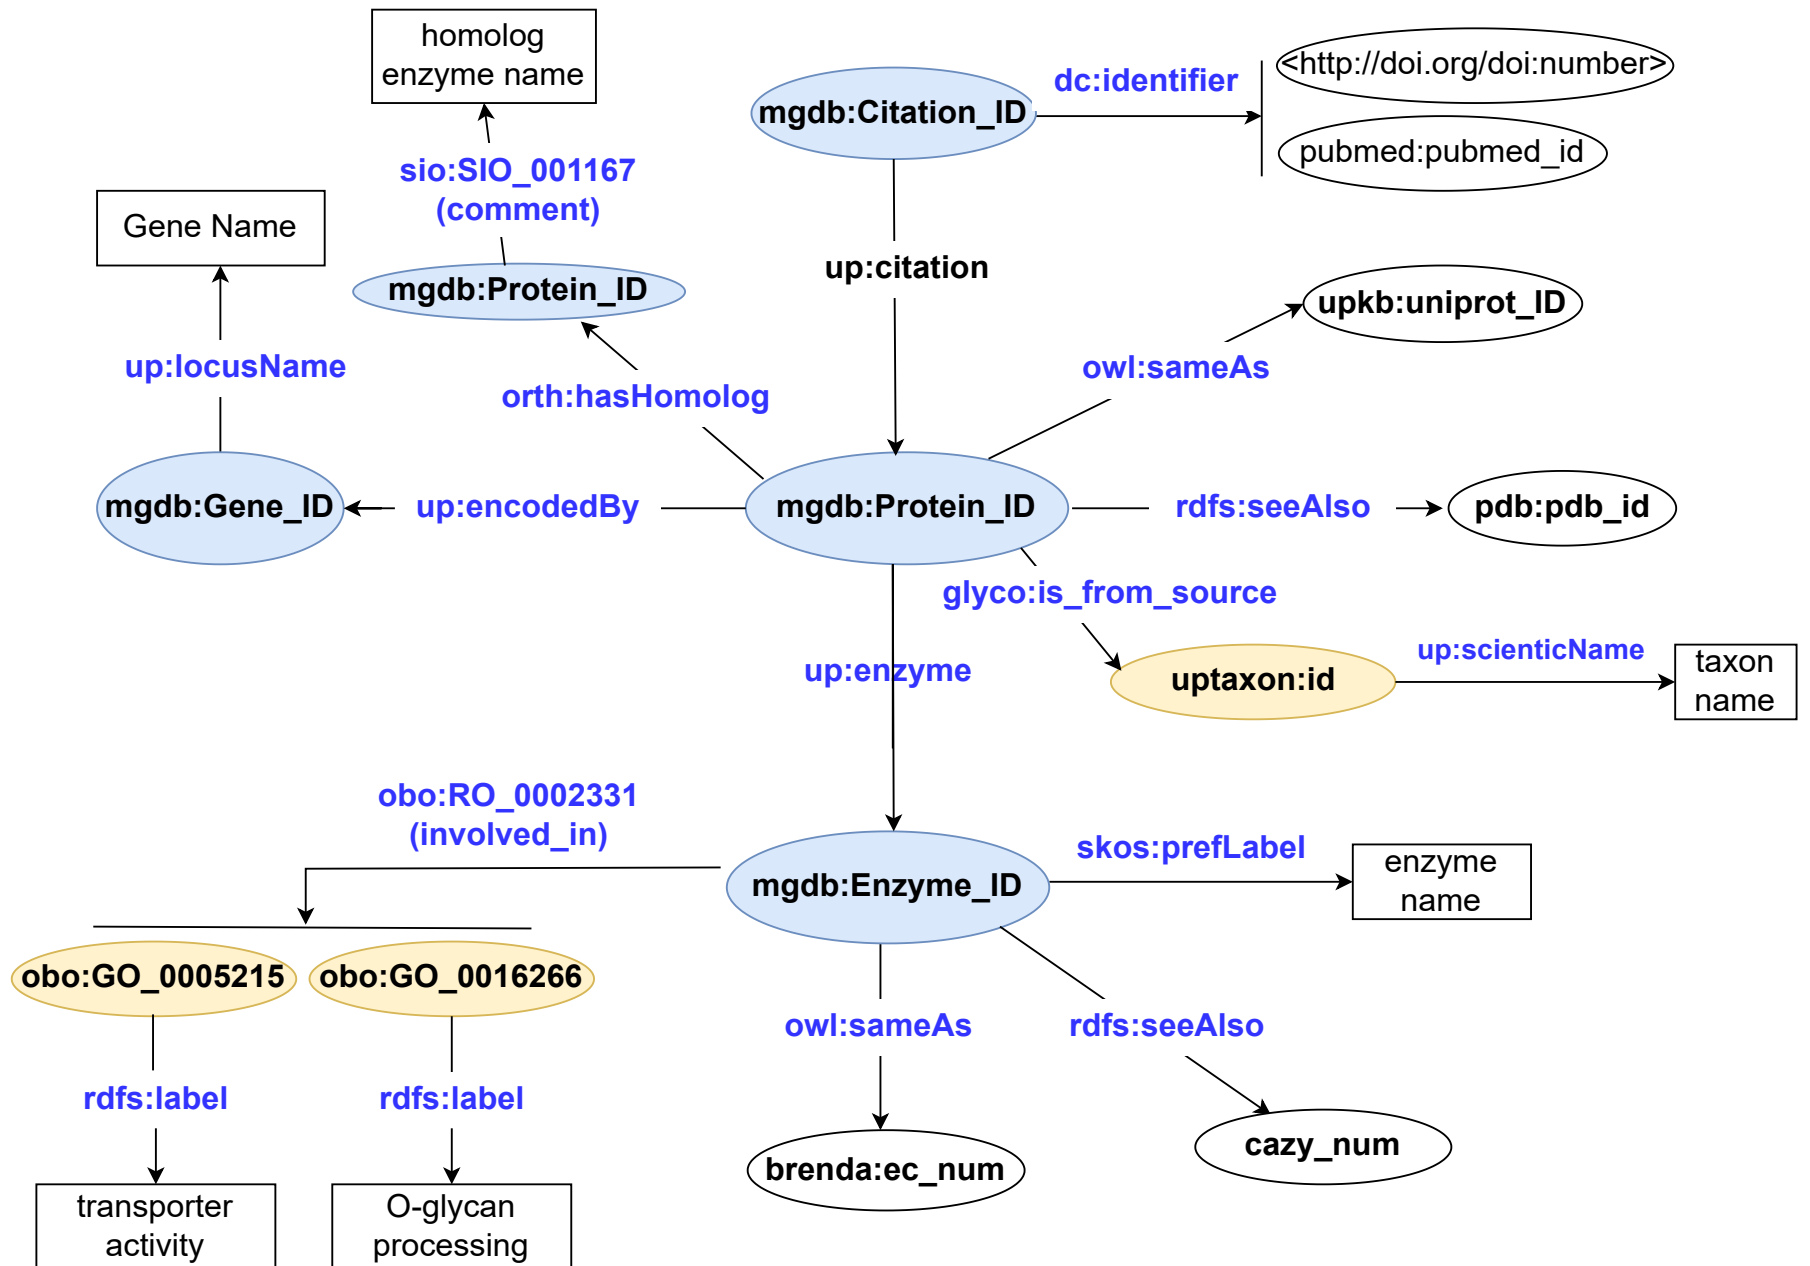 homolog
enzyme name
<http://doi.org/doi:number>
dc:identifier
mgdb:Citation_ID
pubmed:pubmed_id
sio:SIO_001167
(comment)
Gene Name
up:citation
mgdb:Protein_ID
upkb:uniprot_ID
up:locusName
owl:sameAs
orth:hasHomolog
mgdb:Gene_ID
up:encodedBy
mgdb:Protein_ID
rdfs:seeAlso
pdb:pdb_id
glyco:is_from_source
up:enzyme
uptaxon:id
up:scienticName
taxon
name
obo:RO_0002331
(involved_in)
mgdb:Enzyme_ID
skos:prefLabel
enzyme
name
obo:GO_0005215
obo:GO_0016266
owl:sameAs
rdfs:seeAlso
rdfs:label
rdfs:label
brenda:ec_num
cazy_num
transporter
activity
O-glycan
processing